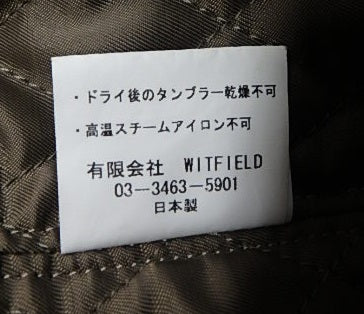 ・ドライ後のタンブラー乾燥不可
・高温スチームアイロン不可
有限会社 WITFIELD
03―3463―5901
日本製